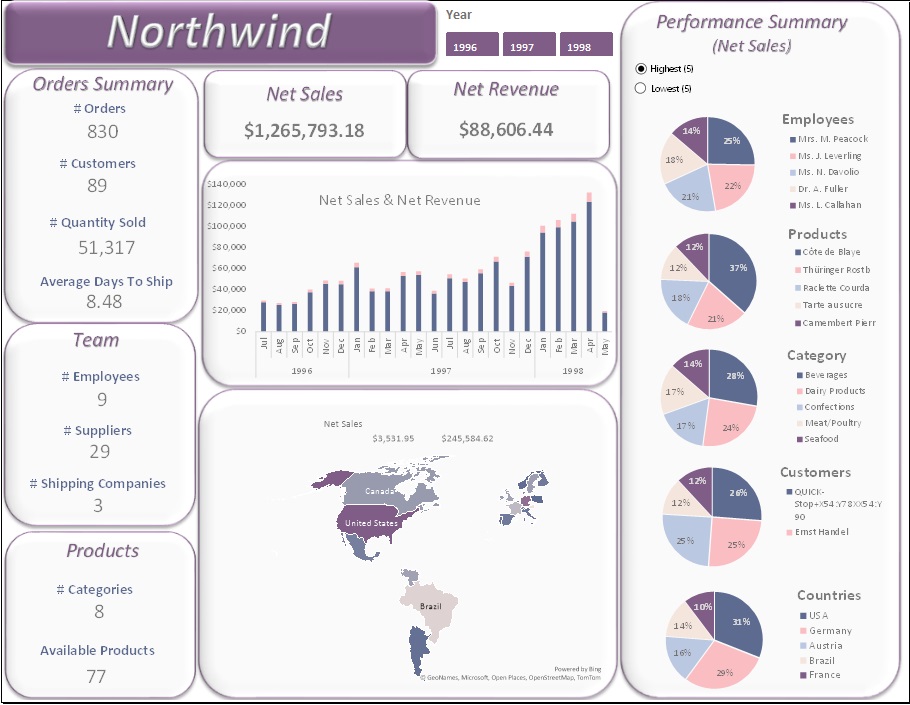 Northwind
Year
1996
1997
1998
Orders Summary
# Orders
830
# Customers
89
# Quantity Sold
51,317
Average Days To Ship
8.48
Team
# Employees
9
# Suppliers
29
# Shipping Companies
3
Products
# Categories
8
Available Products
77
Net Sales
$1,265,793.18
Net Revenue
$88,606.44
Net Sales & Net Revenue
$140,000
$120,000
$100,000
$80,000
$60,000
$40,000
$20,000
$0
Jul Aug Sep Oct Nov Dec Jan Feb Mar Apr May Jun Jul Aug Sep Oct Nov Dec Jan Feb Mar Apr May
1996 1997 1998
Net Sales
$3,531.95 $245,584.62
Canada
United States
Brazil
Powered by Bing
© GeoNames, Microsoft, Open Places, OpenStreetMap, TomTom
Performance Summary
(Net Sales)
Highest (5)
Lowest (5)
Employees
Mrs. M. Peacock
Ms. J. Leverling
Ms. N. Davolio
Dr. A. Fuller
Ms. L. Callahan
25%
22%
21%
18%
14%
Products
Côte de Blaye
Thüringer Rostb
Raclette Courda
Tarte au sucre
Camembert Pierr
37%
21%
18%
12%
12%
Category
Beverages
Dairy Products
Confections
Meat/Poultry
Seafood
28%
24%
17%
17%
14%
Customers
QUICK-
Stop+X54:Y78XX54:Y
90
Ernst Handel
26%
25%
25%
12%
12%
Countries
USA
Germany
Austria
Brazil
France
31%
29%
16%
14%
10%